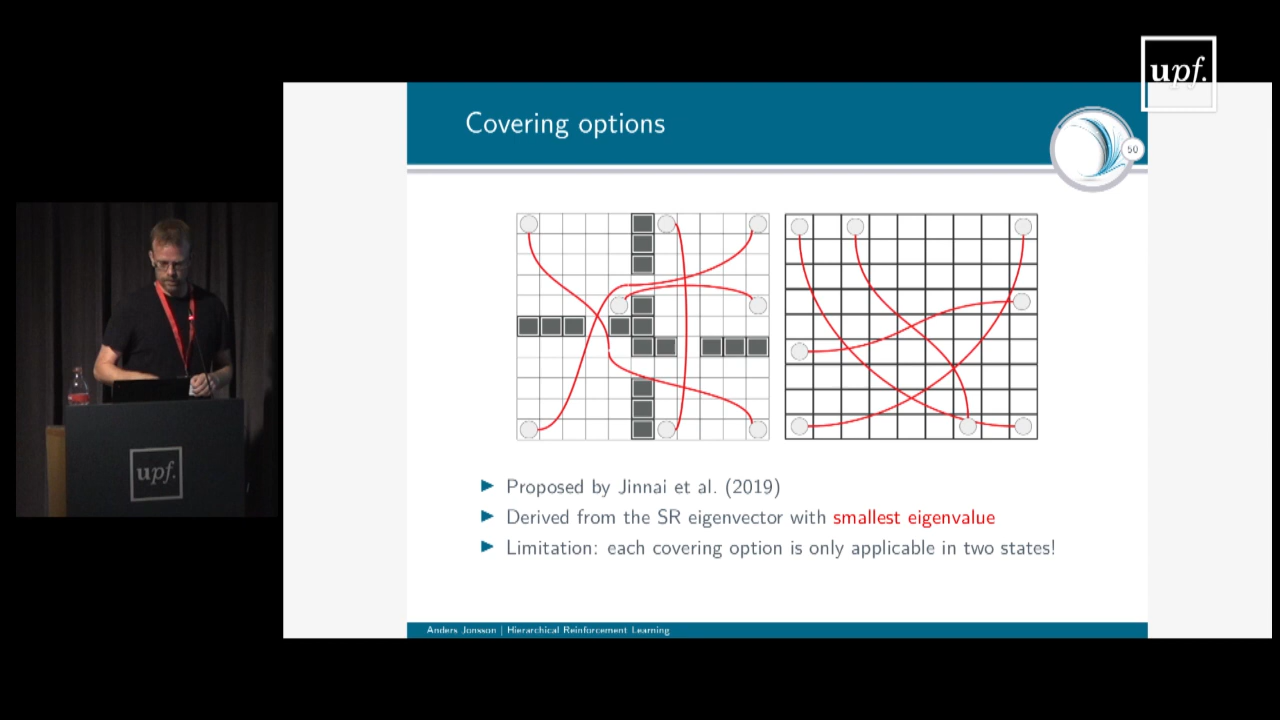 upf.
Covering options
50
Proposed by Jinnai et al. (2019)
Derived from the SR eigenvector with smallest eigenvalue
Limitation: each covering option is only applicable in two states!
Anders Jonsson | Hierarchical Reinforcement Learning
upf.